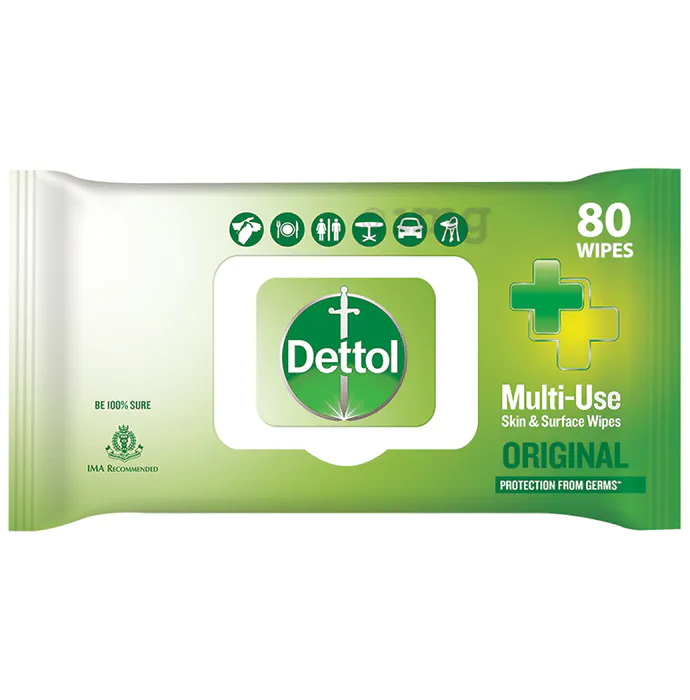 80
WIPES
Dettol
BE 100% SURE
IMA RECOMMENDED
Multi-Use
Skin & Surface Wipes
ORIGINAL
PROTECTION FROM GERMS*